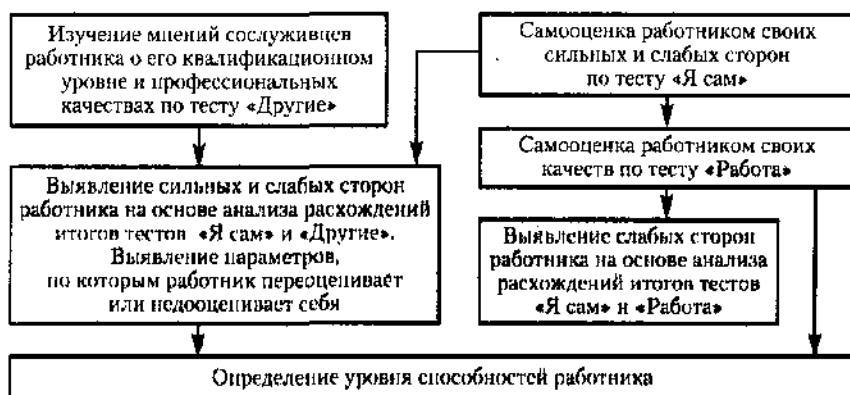 Изучение мнений сослуживцев
работника о его квалификационном
уровне и профессиональных
качествах по тесту «Другие»
Самооценка работником своих
сильных и слабых сторон
по тесту «Я сам»
Самооценка работником своих
качеств по тесту «Работа»
Выявление сильных и слабых сторон
работника на основе анализа расхождений
итогов тестов «Я сам» и «Другие».
Выявление параметров,
по которым работник переоценивает
или недооценивает себя
Выявление слабых сторон
работника на основе анализа
расхождений итогов тестов
«Я сам» и «Работа»
Определение уровня способностей работника